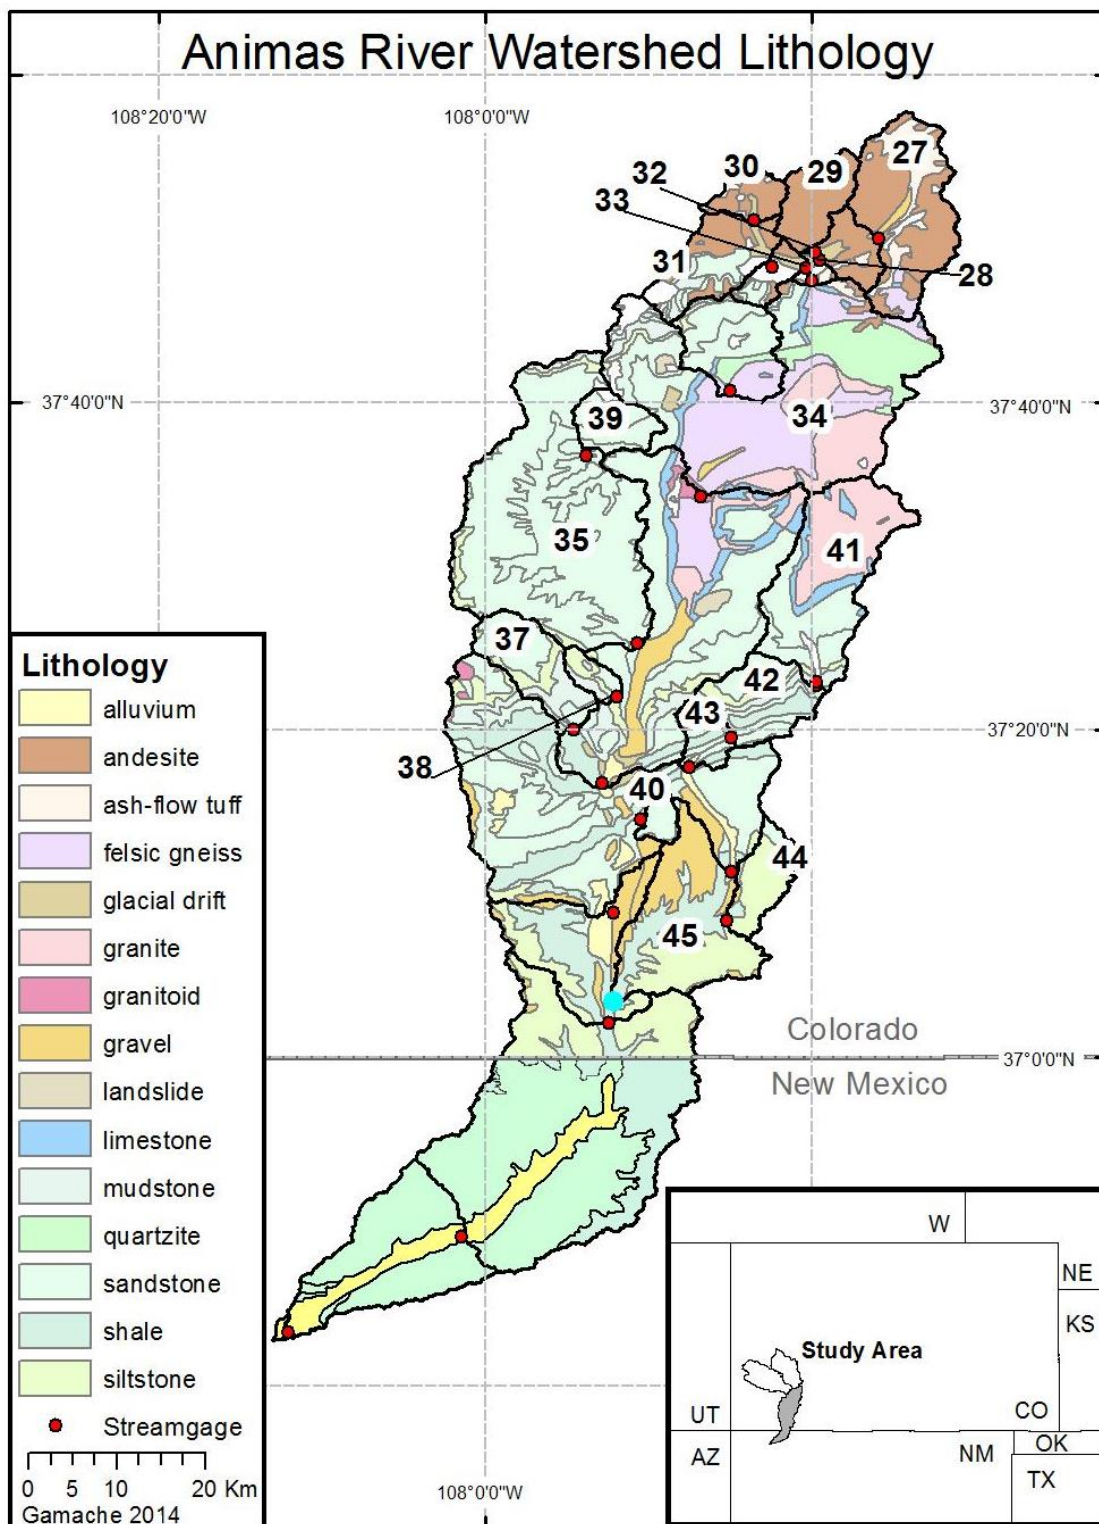 Animas River Watershed Lithology
108°20'0"W
108°0'0"W
27
30
29
32
33
31
28
37°40'0"N
37°40'0"N
39
34
35
41
37
42
43
37°20'0"N
38
40
44
45
Colorado
37°0'0"N
New Mexico
Lithology
alluvium
andesite
ash-flow tuff
felsic gneiss
glacial drift
granite
granitoid
gravel
landslide
limestone
mudstone
quartzite
sandstone
shale
siltstone
Streamgage
0 5 10 20 Km
Gamache 2014
108°0'0"W
W
NE
KS
Study Area
UT
CO
AZ
NM
OK
TX